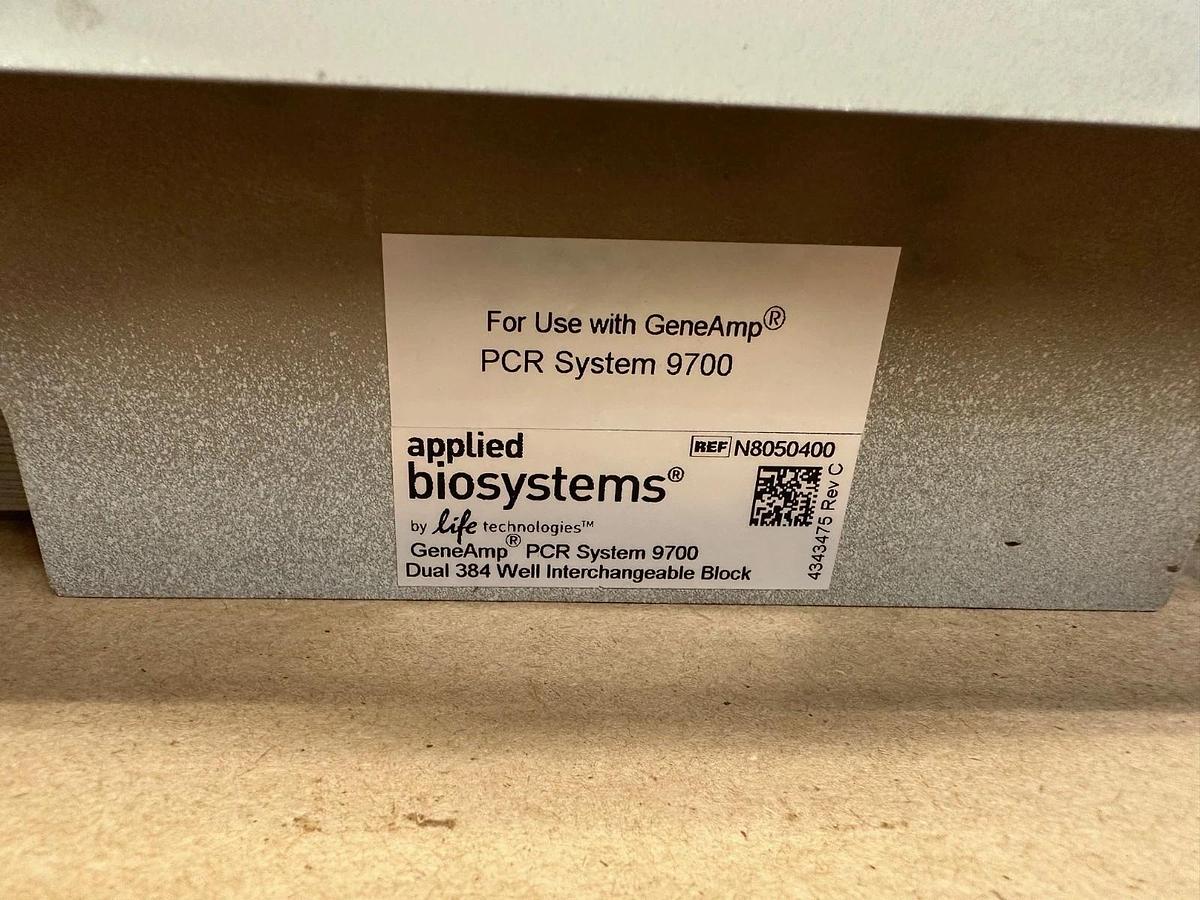 For Use with GeneAmp®
PCR System 9700
applied
biosystems®
by life technologies™
REF N8050400
4343475 Rev C
GeneAmp® PCR System 9700
Dual 384 Well Interchangeable Block